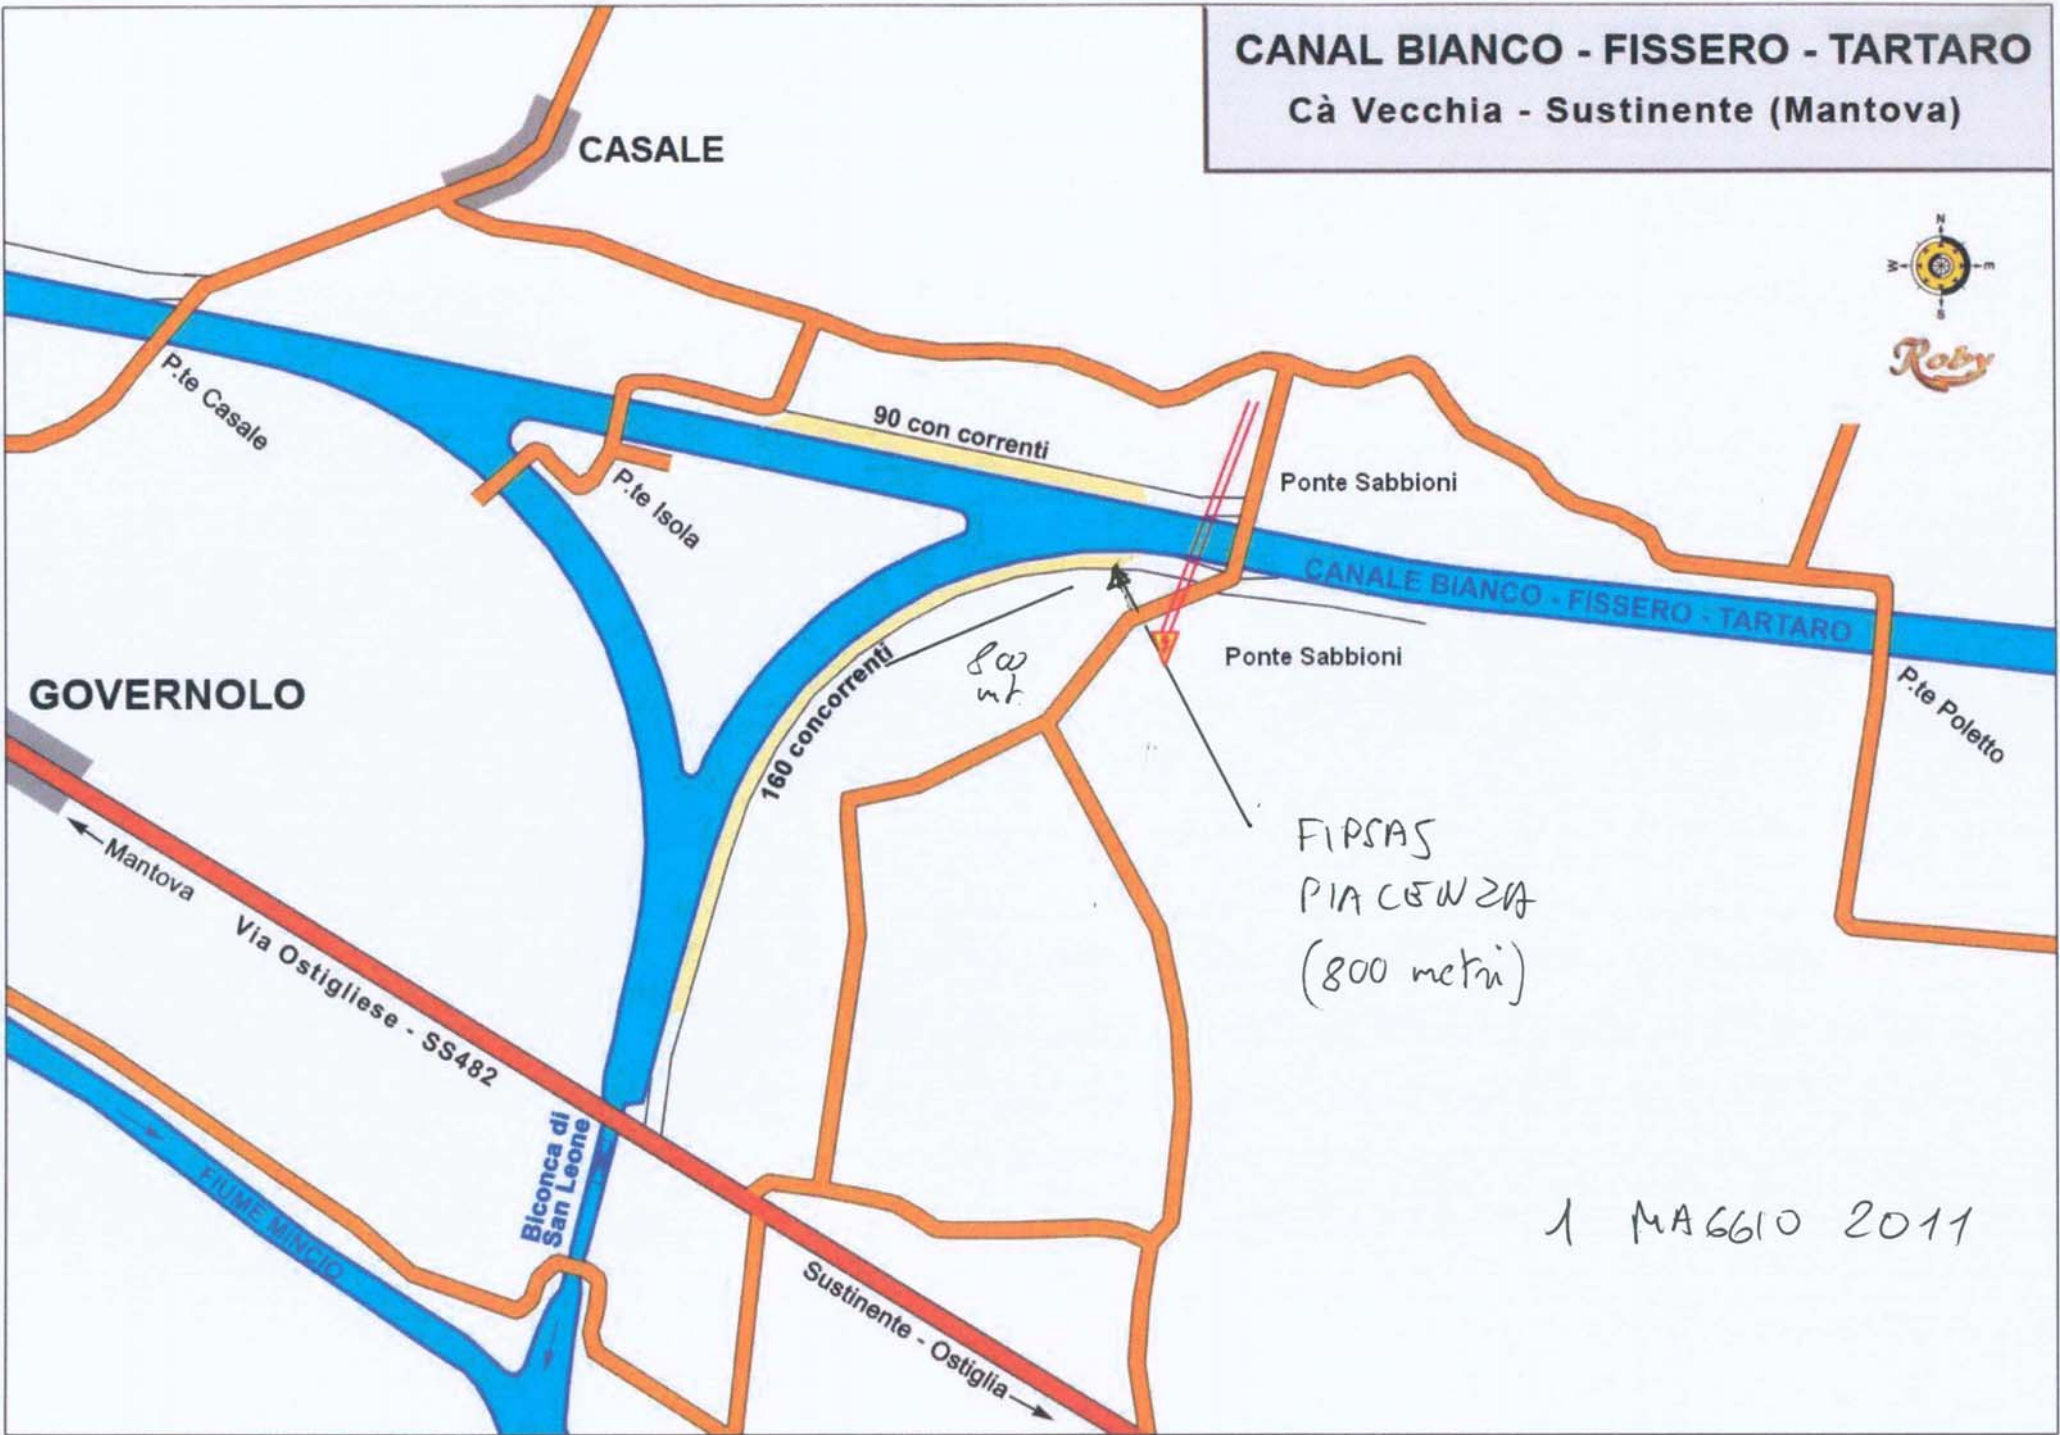 CANAL BIANCO - FISSERO - TARTARO
Cà Vecchia - Sustinente (Mantova)
CASALE
N
W
E
S
Roby
P.te Casale
90 con correnti
P.te Isola
Ponte Sabbioni
CANALE BIANCO - FISSERO - TARTARO
Ponte Sabbioni
800
mt.
160 concorrenti
P.te Poletto
GOVERNOLO
Mantova
Via Ostigliese - SS482
FIPSAS
PIACENZA
(800 metri)
Biconca di
San Leone
FIUME MINCIO
1 MAGGIO 2011
Sustinente - Ostiglia